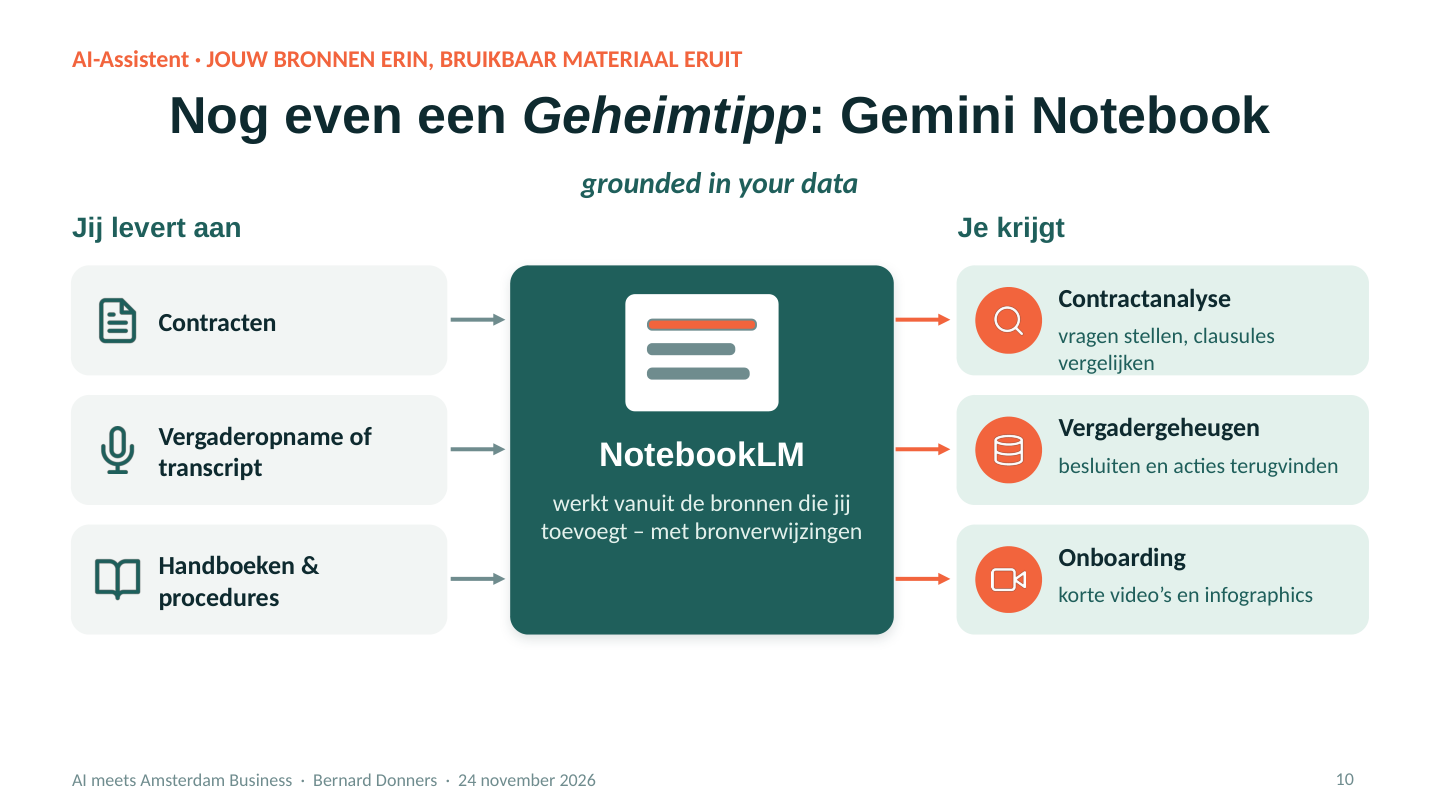 AI-Assistent · JOUW BRONNEN ERIN, BRUIKBAAR MATERIAAL ERUIT
Nog even een Geheimtipp: Gemini Notebook
grounded in your data
Jij levert aan
Je krijgt
Contracten
Vergaderopname of
transcript
Handboeken &
procedures
NotebookLM
werkt vanuit de bronnen die jij
toevoegt – met bronverwijzingen
Contractanalyse
vragen stellen, clausules
vergelijken
Vergadergeheugen
besluiten en acties terugvinden
Onboarding
korte video’s en infographics
AI meets Amsterdam Business · Bernard Donners · 24 november 2026
10